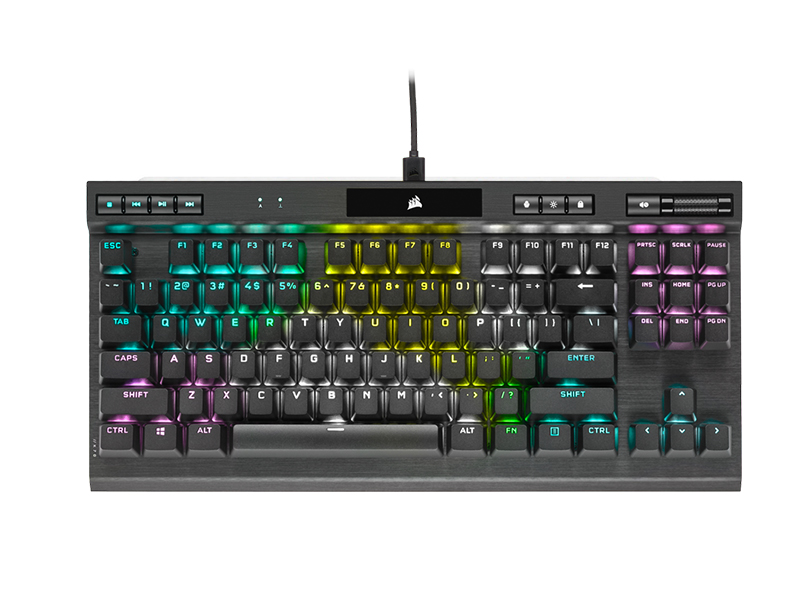 ESC F1 F2 F3 F4 F5 F6 F7 F8 F9 F10 F11 F12 PRTSC SCRLK PAUSE
~ 1! 2@ 3# 4$ 5% 6^ 7& 8* 9( 0) -_ =+ INS HOME PG UP
TAB Q W E R T Y U I O P [{ ]} \| DEL END PG DN
CAPS A S D F G H J K L ;: '" ENTER
SHIFT Z X C V B N M ,< .> /? SHIFT
CTRL ALT ALT FN CTRL